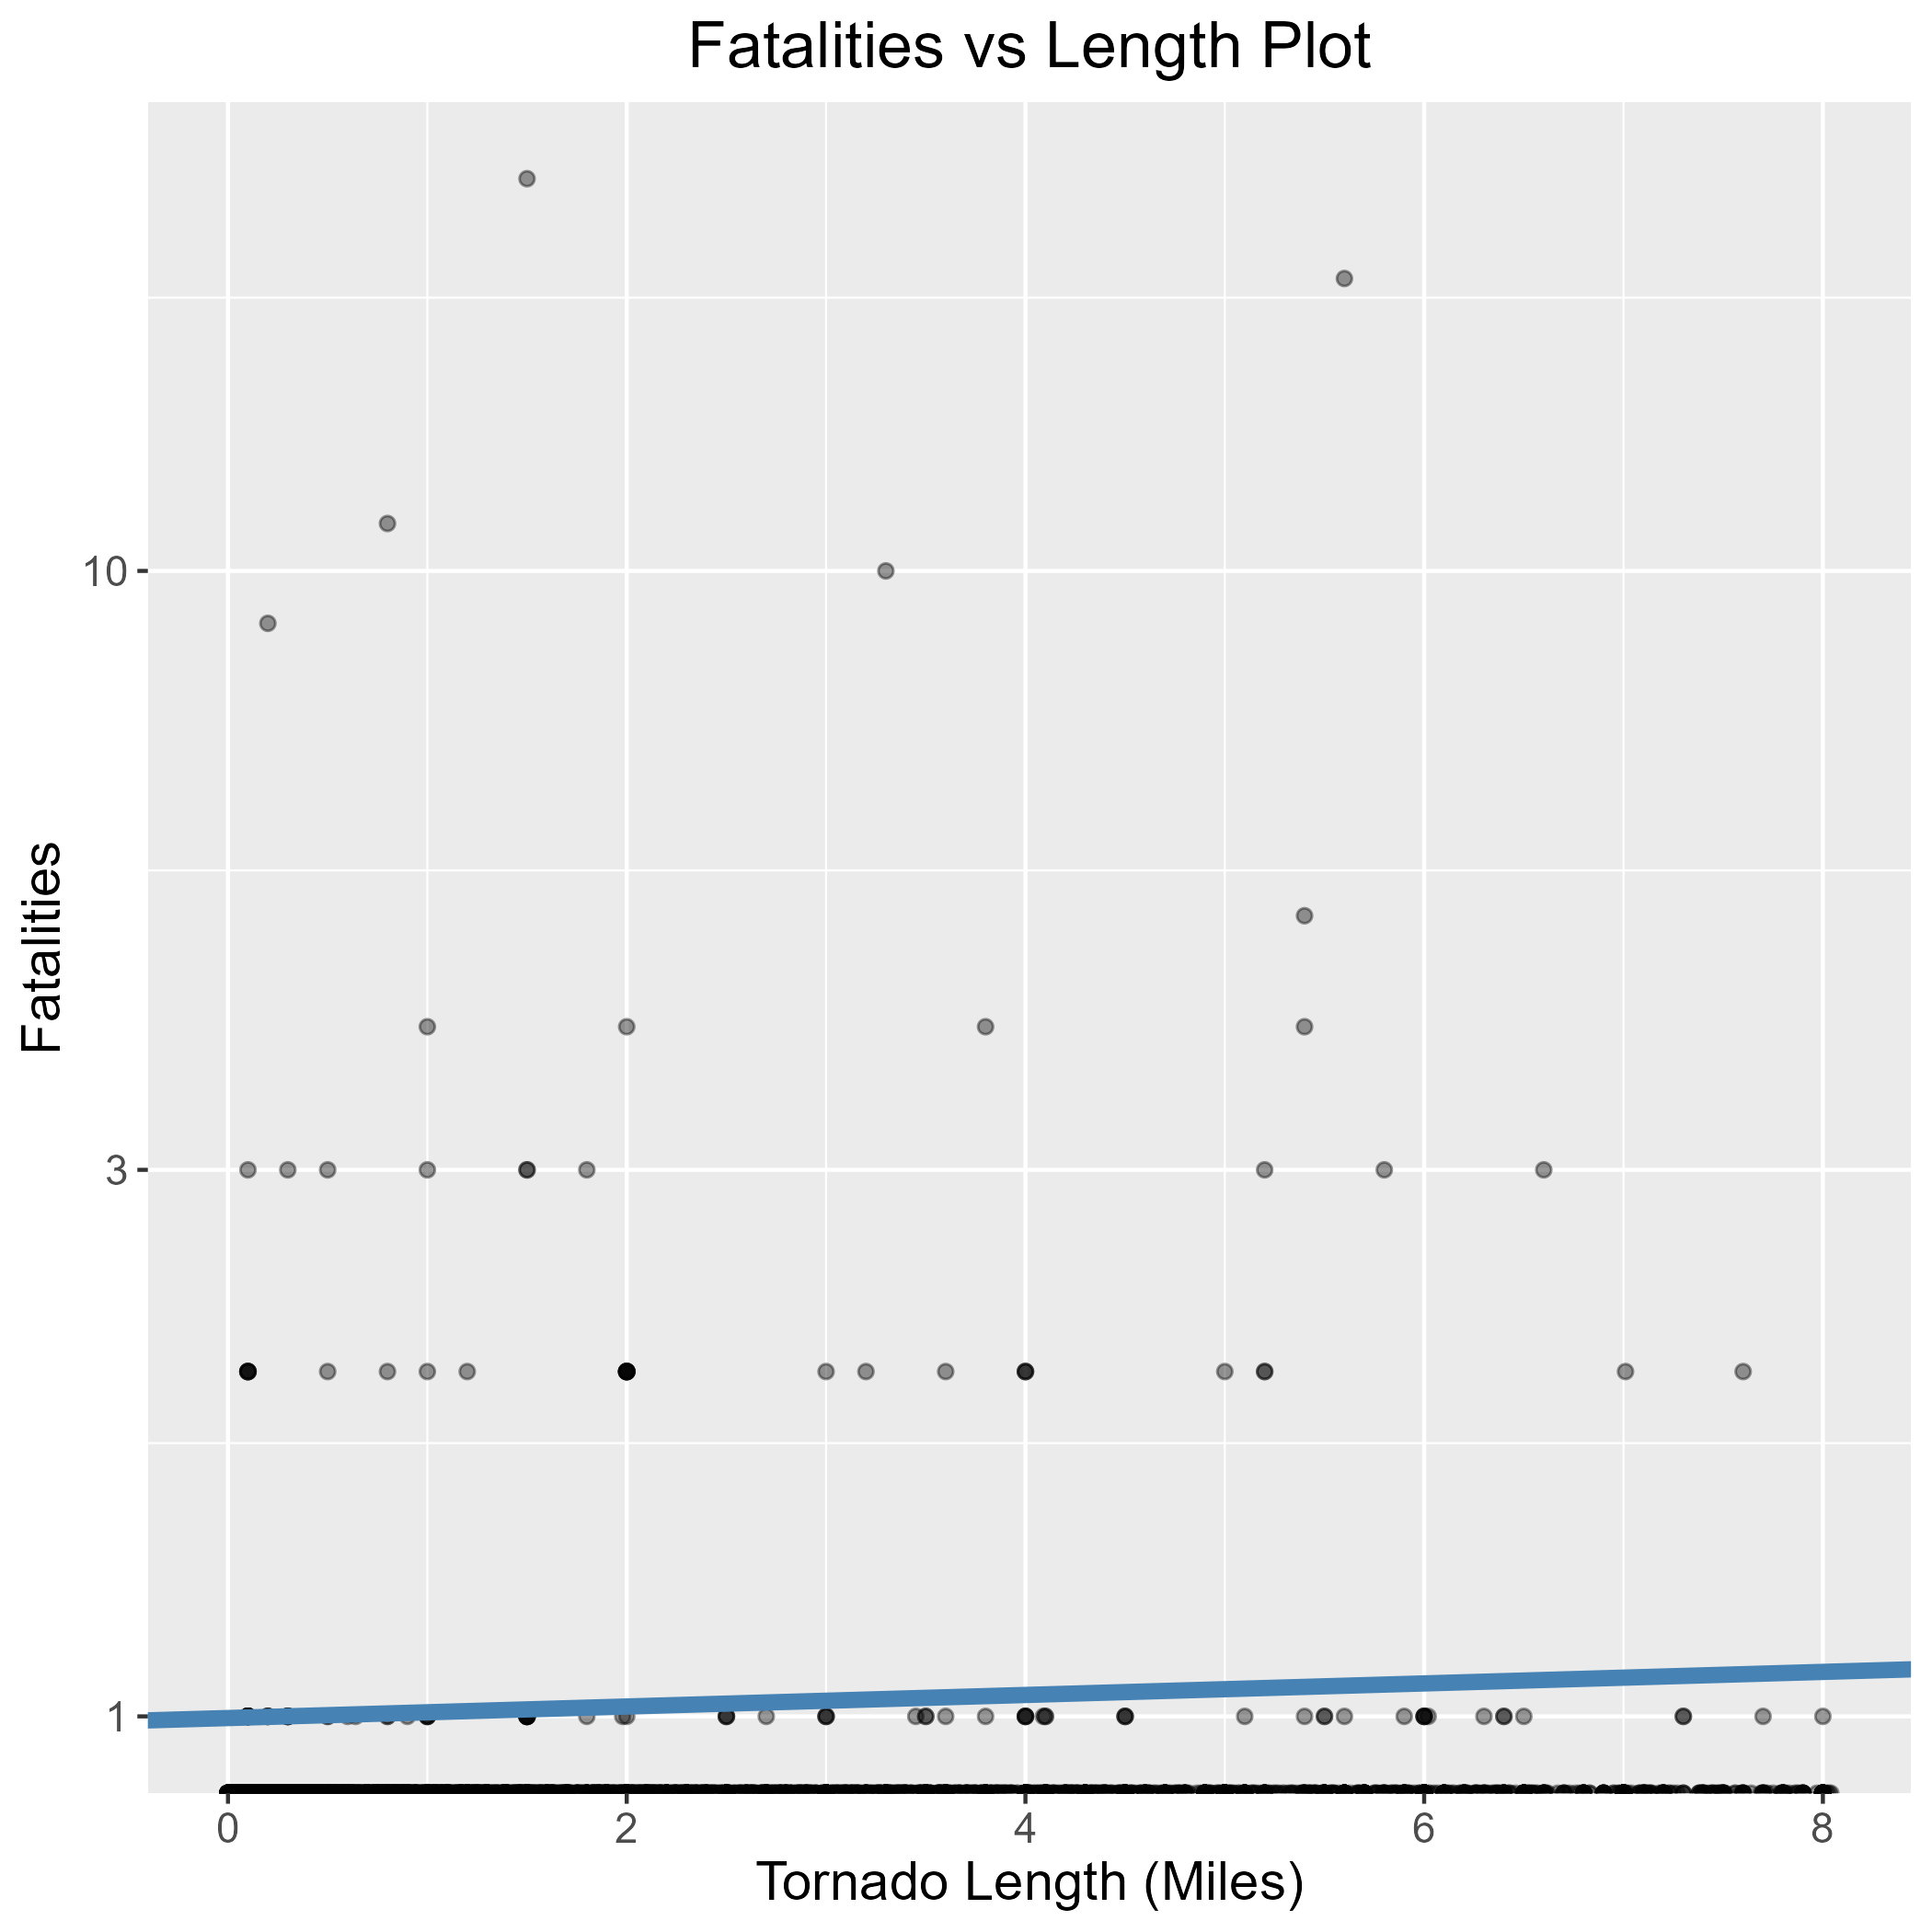 Fatalities vs Length Plot
Fatalities
10
3
1
0 2 4 6 8
Tornado Length (Miles)